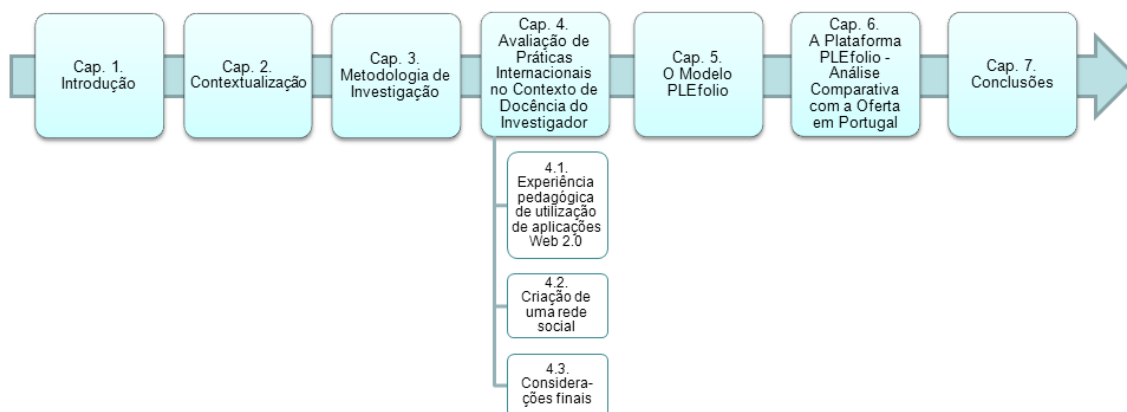 Cap. 1.
Introdução
Cap. 2.
Contextualização
Cap. 3.
Metodologia de
Investigação
Cap. 4.
Avaliação de
Práticas
Internacionais
no Contexto de
Docência do
Investigador
Cap. 5.
O Modelo
PLEfolio
Cap. 6.
A Plataforma
PLEfolio -
Análise
Comparativa
com a Oferta
em Portugal
Cap. 7.
Conclusões
4.1.
Experiência
pedagógica
de utilização
de aplicações
Web 2.0
4.2.
Criação de
uma rede
social
4.3.
Considera-
ções finais